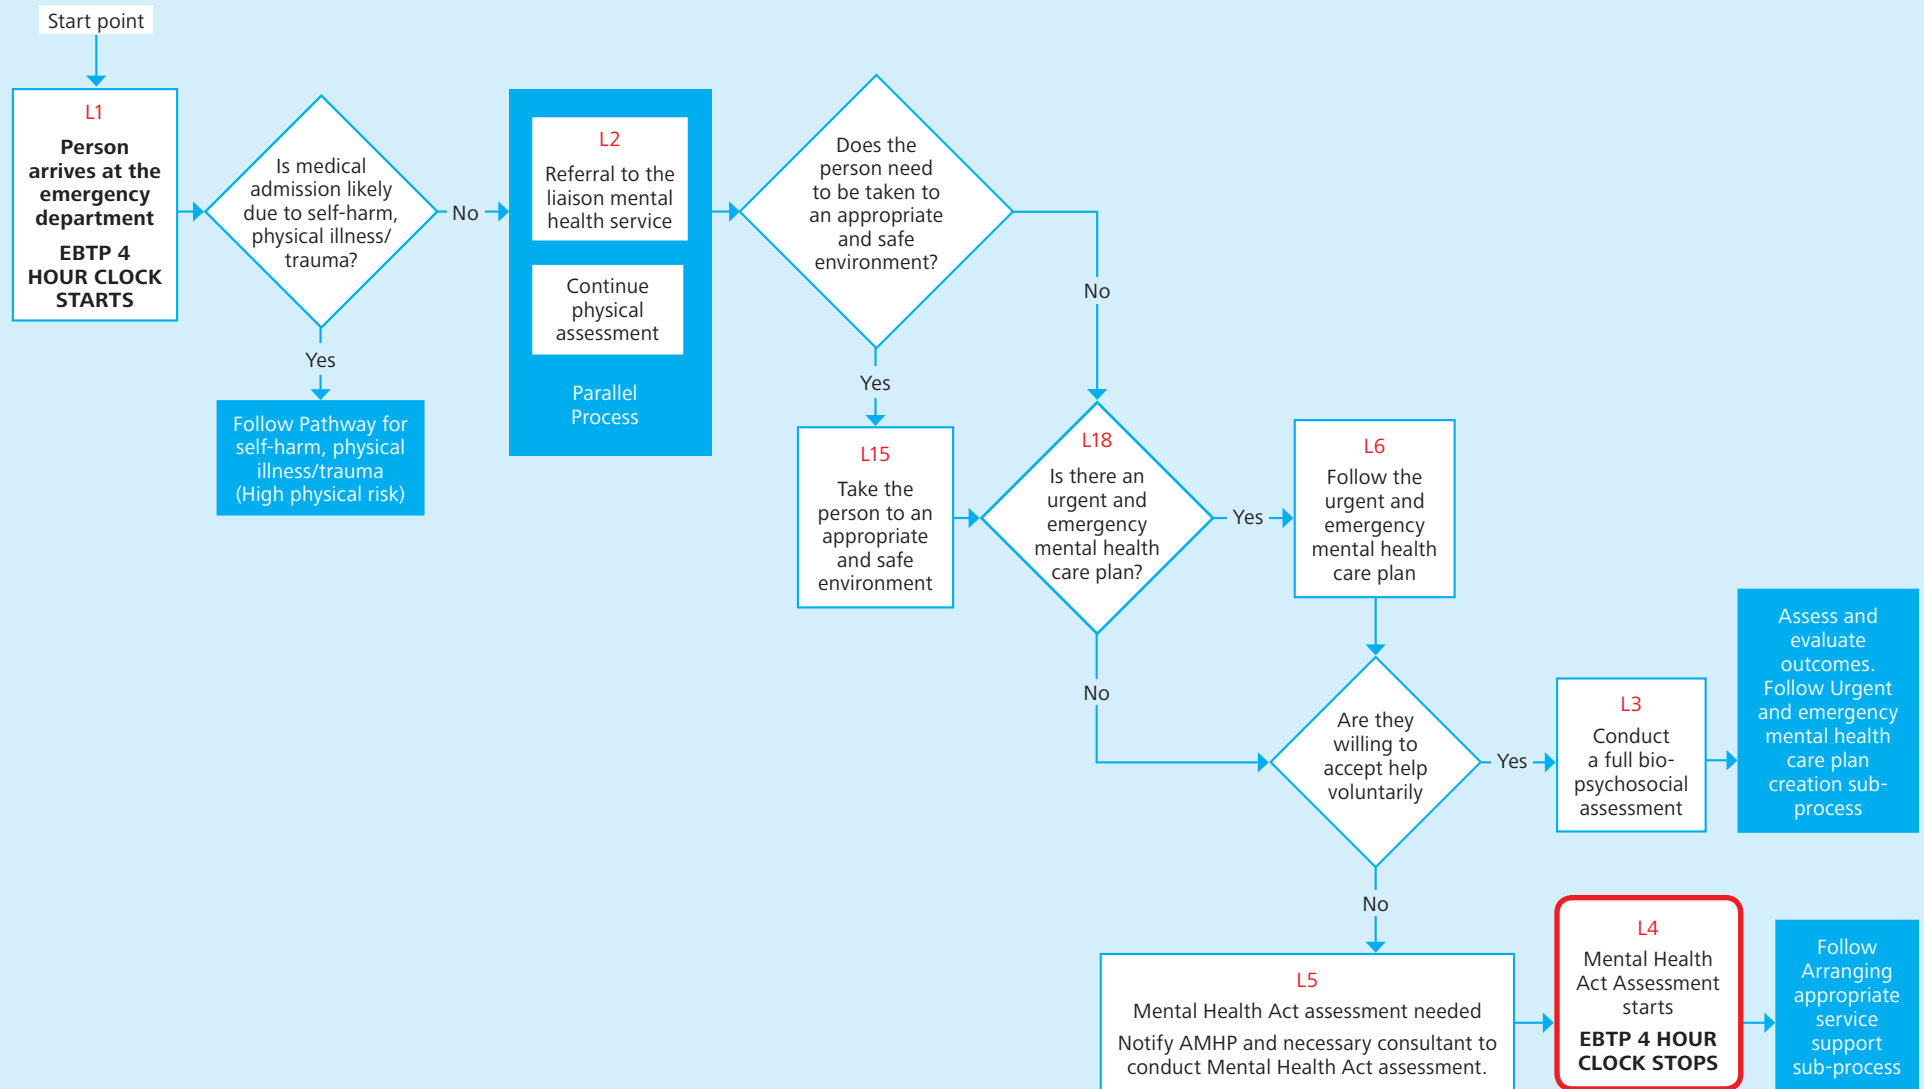 Start point
L1
Person
arrives at the
emergency
department
EBTP 4
HOUR CLOCK
STARTS
Is medical
admission likely
due to self-harm,
physical illness/
trauma?
No
Yes
Follow Pathway for
self-harm, physical
illness/trauma
(High physical risk)
L2
Referral to the
liaison mental
health service
Continue
physical
assessment
Parallel
Process
Does the
person need
to be taken to
an appropriate
and safe
environment?
No
Yes
L15
Take the
person to an
appropriate
and safe
environment
L18
Is there an
urgent and
emergency
mental health
care plan?
Yes
No
L6
Follow the
urgent and
emergency
mental health
care plan
Are they
willing to
accept help
voluntarily
Yes
No
L3
Conduct
a full bio-
psychosocial
assessment
Assess and
evaluate
outcomes.
Follow Urgent
and emergency
mental health
care plan
creation sub-
process
L5
Mental Health Act assessment needed
Notify AMHP and necessary consultant to
conduct Mental Health Act assessment.
L4
Mental Health
Act Assessment
starts
EBTP 4 HOUR
CLOCK STOPS
Follow
Arranging
appropriate
service
support
sub-process